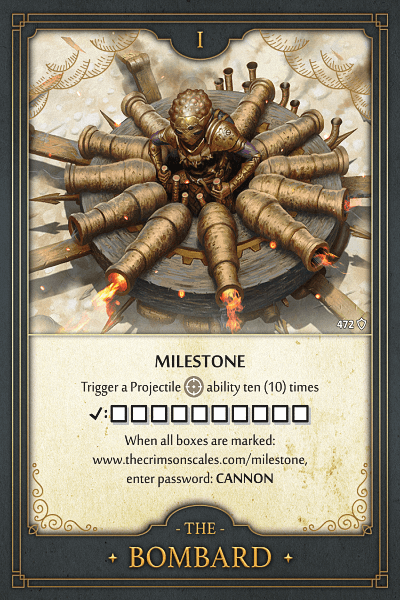 I
472
MILESTONE
Trigger a Projectile ability ten (10) times
✓:□□□□□□□□□□
When all boxes are marked:
www.thecrimsonscales.com/milestone,
enter password: CANNON
- THE -
BOMBARD